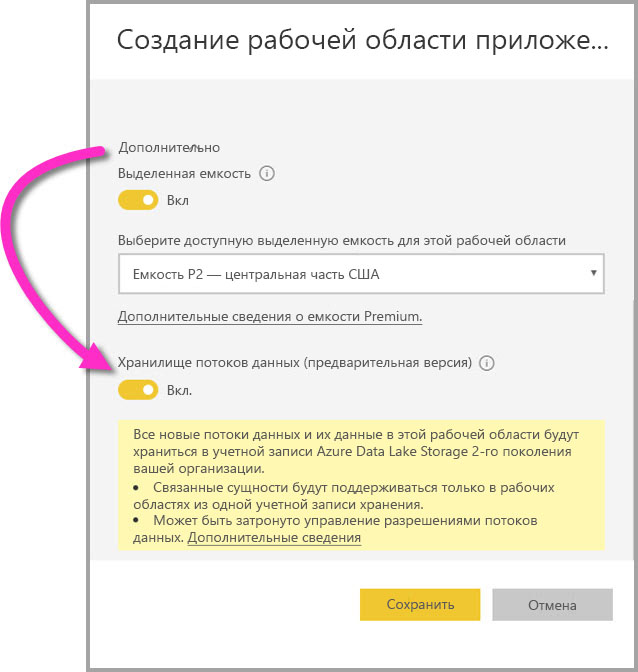 Создание рабочей области приложе...
Дополнительно
Выделенная емкость
Вкл
Выберите доступную выделенную емкость для этой рабочей области
Емкость P2 — центральная часть США
Дополнительные сведения о емкости Premium.
Хранилище потоков данных (предварительная версия)
Вкл.
Все новые потоки данных и их данные в этой рабочей области будут
храниться в учетной записи Azure Data Lake Storage 2-го поколения
вашей организации.
• Связанные сущности будут поддерживаться только в рабочих
областях из одной учетной записи хранения.
• Может быть затронуто управление разрешениями потоков
данных. Дополнительные сведения
Сохранить
Отмена